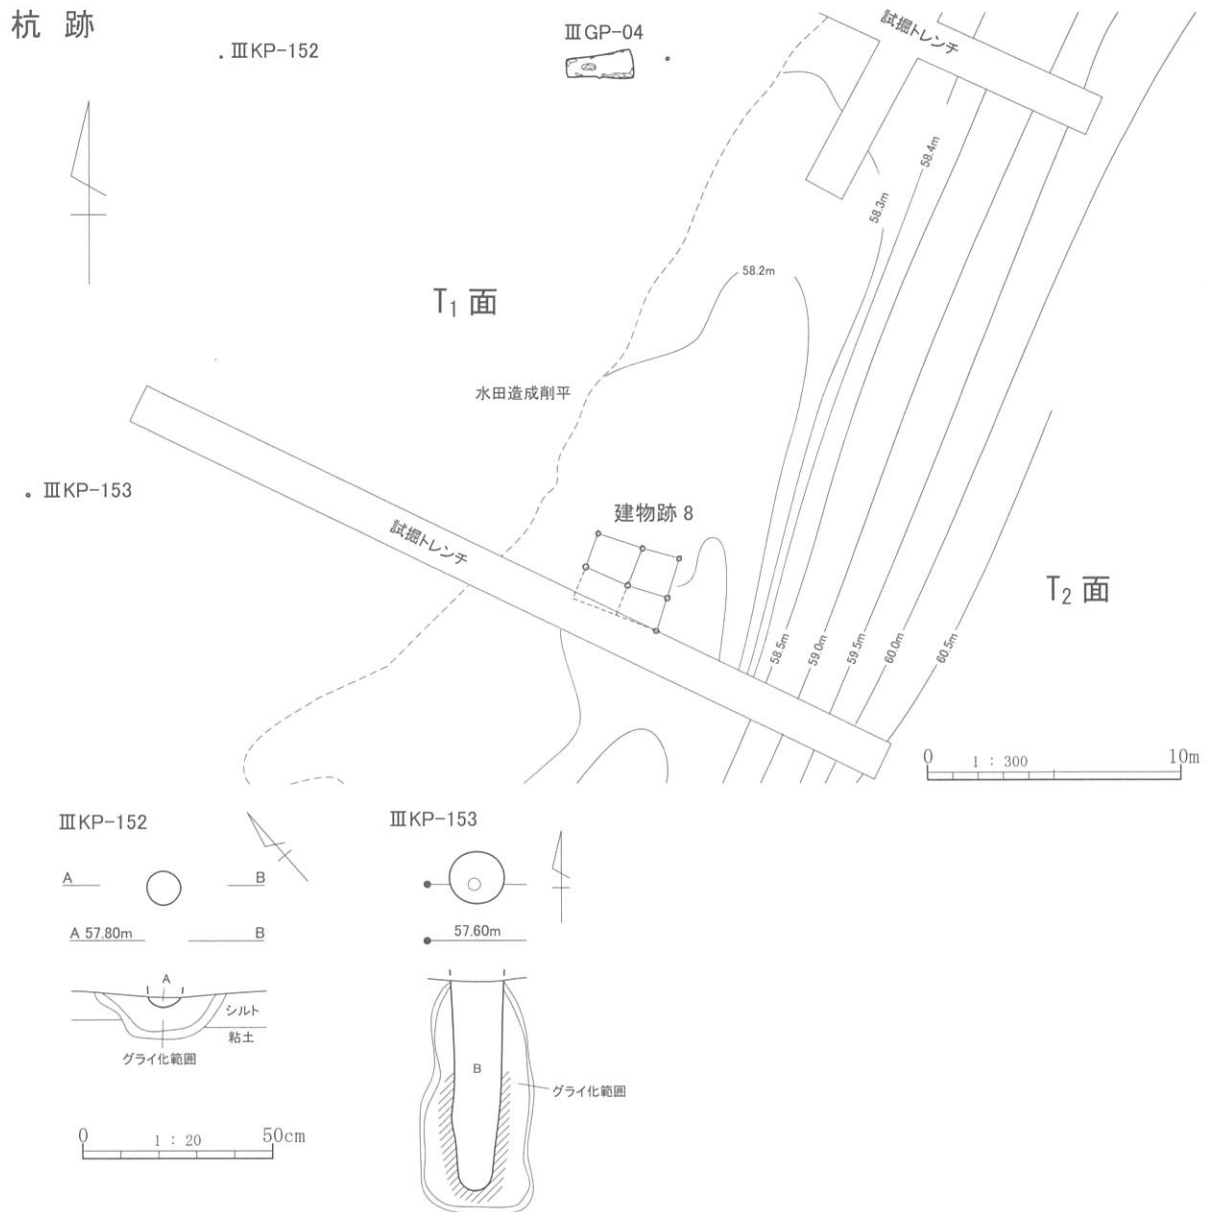 杭 跡
ⅢKP-152
ⅢGP-04
試掘トレンチ
58.4m
58.3m
58.2m
T₁ 面
水田造成削平
ⅢKP-153
試掘トレンチ
建物跡 8
T₂ 面
58.5m
59.0m
59.5m
60.0m
60.5m
0 1 : 300 10m
ⅢKP-152
A B
A 57.80m B
A
シルト
粘土
グライ化範囲
0 1 : 20 50cm
ⅢKP-153
57.60m
B
グライ化範囲